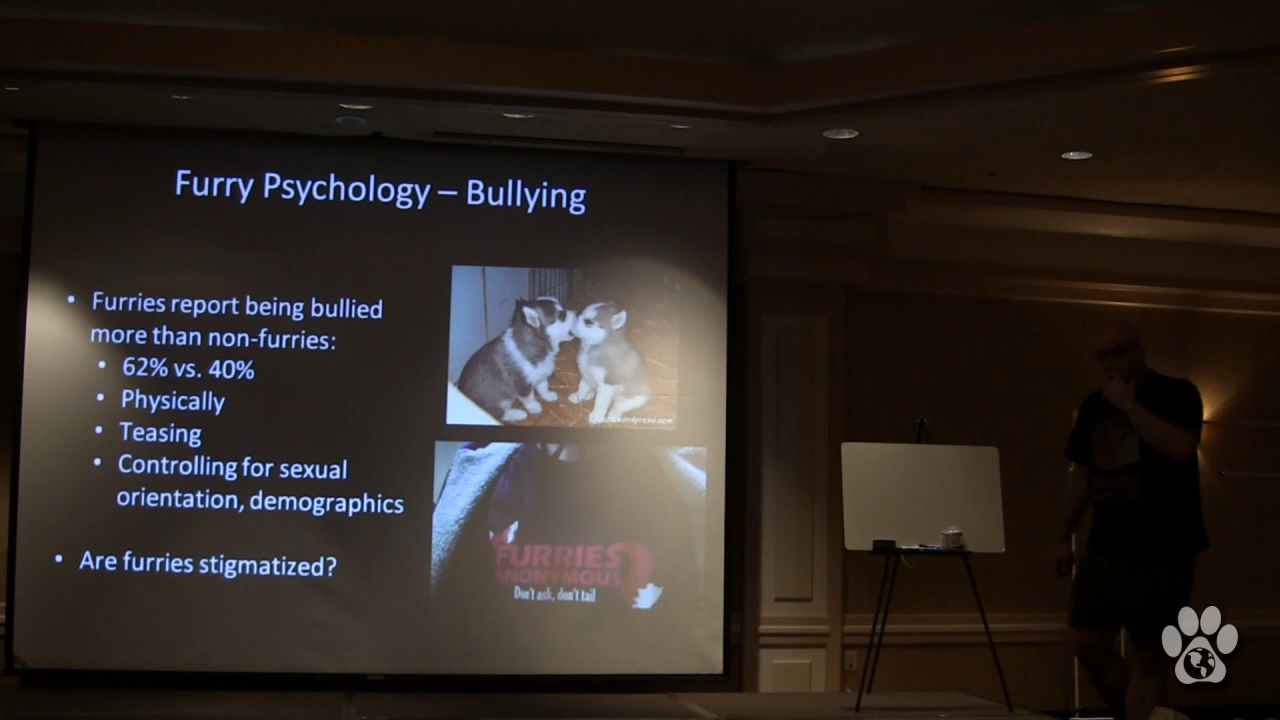 Furry Psychology – Bullying
• Furries report being bullied
more than non-furries:
• 62% vs. 40%
• Physically
• Teasing
• Controlling for sexual
orientation, demographics
• Are furries stigmatized?
FURRIES
ANONYMOUS
Don't ask, don't tail